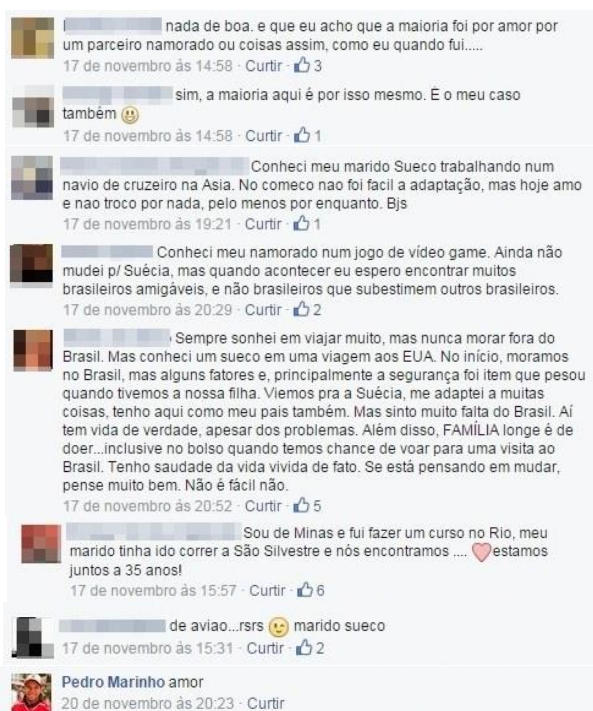 nada de boa. e que eu acho que a maioria foi por amor por
um parceiro namorado ou coisas assim, como eu quando fui.....
17 de novembro às 14:58 · Curtir · 3
sim, a maioria aqui é por isso mesmo. É o meu caso
também
17 de novembro às 14:58 · Curtir · 1
Conheci meu marido Sueco trabalhando num
navio de cruzeiro na Asia. No começo nao foi facil a adaptação, mas hoje amo
e nao troco por nada, pelo menos por enquanto. Bjs
17 de novembro às 19:21 · Curtir · 1
Conheci meu namorado num jogo de vídeo game. Ainda não
mudei p/ Suécia, mas quando acontecer eu espero encontrar muitos
brasileiros amigáveis, e não brasileiros que subestimem outros brasileiros.
17 de novembro às 20:29 · Curtir · 2
Sempre sonhei em viajar muito, mas nunca morar fora do
Brasil. Mas conheci um sueco em uma viagem aos EUA. No início, moramos
no Brasil, mas alguns fatores e, principalmente a segurança foi item que pesou
quando tivemos a nossa filha. Viemos pra a Suécia, me adaptei a muitas
coisas, tenho aqui como meu pais também. Mas sinto muito falta do Brasil. Aí
tem vida de verdade, apesar dos problemas. Além disso, FAMÍLIA longe é de
doer...inclusive no bolso quando temos chance de voar para uma visita ao
Brasil. Tenho saudade da vida vivida de fato. Se está pensando em mudar,
pense muito bem. Não é fácil não.
17 de novembro às 20:52 · Curtir · 5
Sou de Minas e fui fazer um curso no Rio, meu
marido tinha ido correr a São Silvestre e nós encontramos .... estamos
juntos a 35 anos!
17 de novembro às 15:57 · Curtir · 6
de aviao...rsrs marido sueco
17 de novembro às 15:31 · Curtir · 2
Pedro Marinho amor
20 de novembro às 20:23 · Curtir